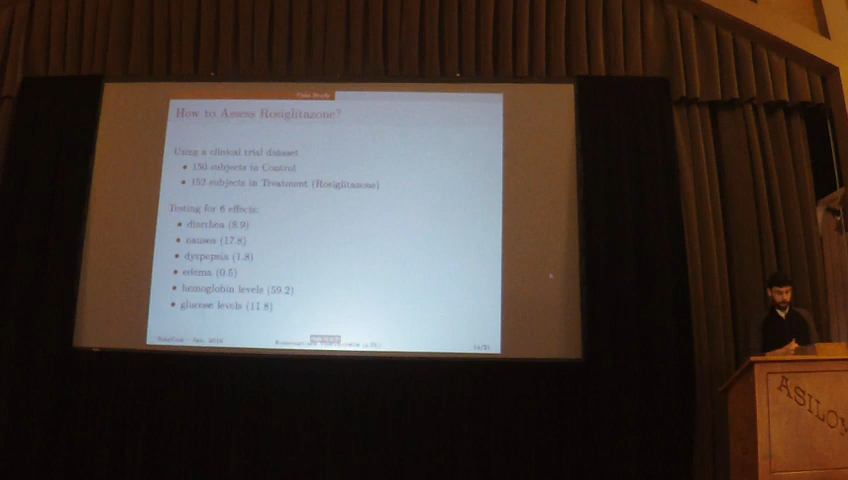 Case Study
How to Assess Rosiglitazone?
Using a clinical trial dataset
• 150 subjects in Control
• 152 subjects in Treatment (Rosiglitazone)
Testing for 6 effects:
• diarrhea (8.9)
• nausea (17.8)
• dyspepsia (1.8)
• edema (0.5)
• hemoglobin levels (59.2)
• glucose levels (11.8)
ASILOM